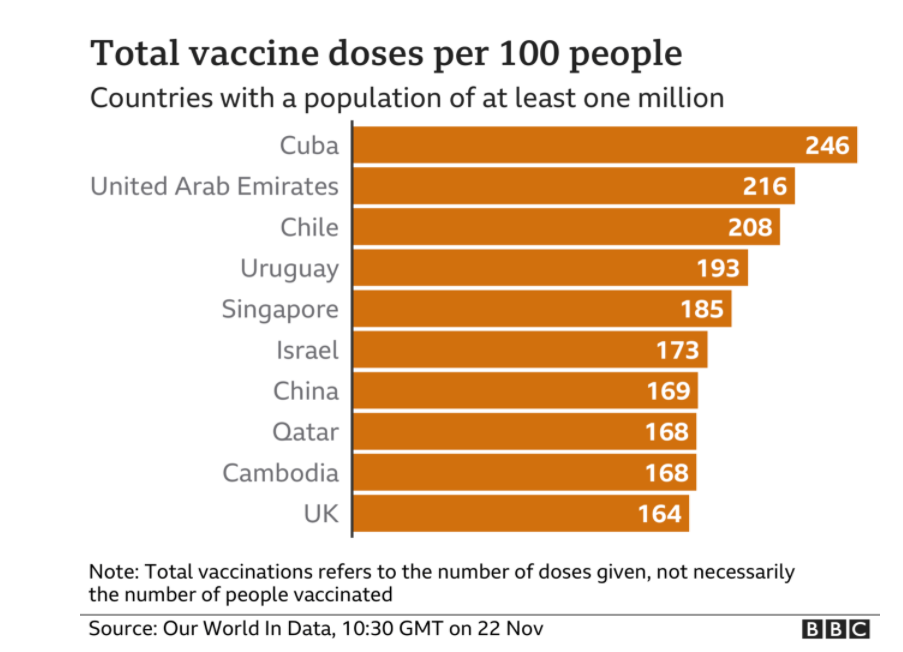 Total vaccine doses per 100 people
Countries with a population of at least one million
Cuba 246
United Arab Emirates 216
Chile 208
Uruguay 193
Singapore 185
Israel 173
China 169
Qatar 168
Cambodia 168
UK 164
Note: Total vaccinations refers to the number of doses given, not necessarily
the number of people vaccinated
Source: Our World In Data, 10:30 GMT on 22 Nov
BBC